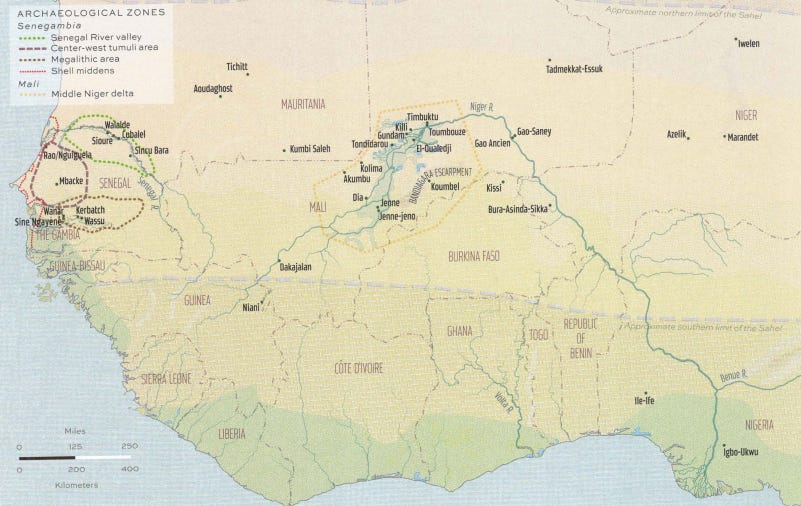 ARCHAEOLOGICAL ZONES
Senegambia
Senegal River valley
Center-west tumuli area
Megalithic area
Shell middens
Mali
Middle Niger delta
Approximate northern limit of the Sahel
Iwelen
Tichitt
Tadmekkat-Essuk
Aoudaghost
MAURITANIA
NIGER
Niger R.
Timbuktu
Walalde
Killi
Toumbouze
Cubalel
Gundam
Gao-Saney
Azelik
Marandet
Sioure
Tondidarou
El-Oualedji
Gao Ancien
Sincu Bara
Kumbi Saleh
Rao/Nguiguela
Kolima
BANDIAGARA ESCARPMENT
Mbacke
SENEGAL
Senegal R.
Akumbu
Koumbel
Kissi
Dia
Jenne
MALI
Wanar
Kerbatch
Jenne-jeno
Bura-Asinda-Sikka
Sine Ngayene
Wassu
THE GAMBIA
GUINEA-BISSAU
Dakajalan
BURKINA FASO
GUINEA
Niani
Approximate southern limit of the Sahel
GHANA
TOGO
REPUBLIC
OF
BENIN
SIERRA LEONE
CÔTE D'IVOIRE
Benue R.
Volta R.
Ile-Ife
LIBERIA
NIGERIA
Igbo-Ukwu
Miles
0 125 250
0 200 400
Kilometers